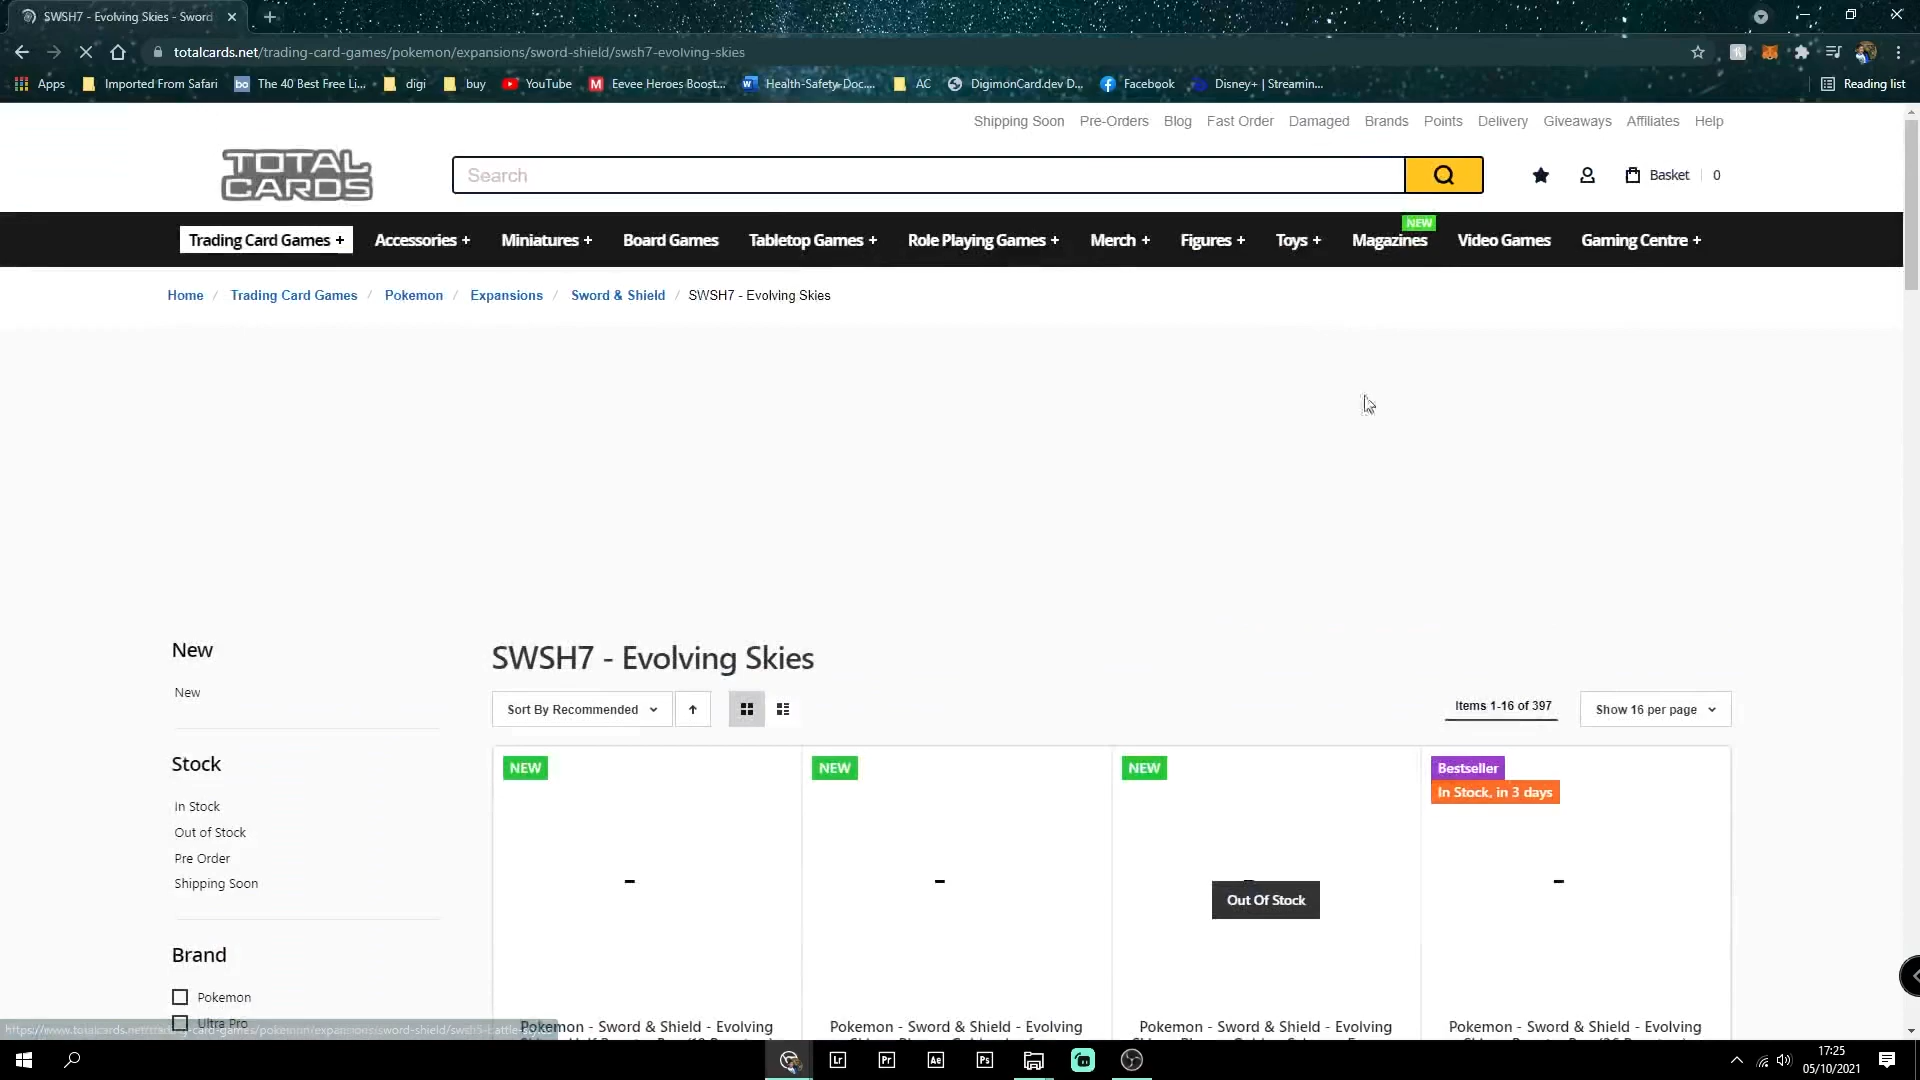 SWSH7 - Evolving Skies - Sword
totalcards.net/trading-card-games/pokemon/expansions/sword-shield/swsh7-evolving-skies
Apps Imported From Safari The 40 Best Free Li... digi buy YouTube Eevee Heroes Boost... Health-Safety-Doc.... AC DigimonCard.dev D... Facebook Disney+ | Streamin... Reading list
Shipping Soon Pre-Orders Blog Fast Order Damaged Brands Points Delivery Giveaways Affiliates Help
TOTAL
CARDS
Search
Basket 0
NEW
Trading Card Games + Accessories + Miniatures + Board Games Tabletop Games + Role Playing Games + Merch + Figures + Toys + Magazines Video Games Gaming Centre +
Home / Trading Card Games / Pokemon / Expansions / Sword & Shield / SWSH7 - Evolving Skies
New
New
Stock
In Stock
Out of Stock
Pre Order
Shipping Soon
Brand
Pokemon
Ultra Pro
SWSH7 - Evolving Skies
Sort By Recommended
Items 1-16 of 397
Show 16 per page
NEW NEW NEW Bestseller
In Stock, in 3 days
Out Of Stock
Pokemon - Sword & Shield - Evolving
Pokemon - Sword & Shield - Evolving
Pokemon - Sword & Shield - Evolving
Pokemon - Sword & Shield - Evolving
Lr Pr Ae Ps
17:25
05/10/2021